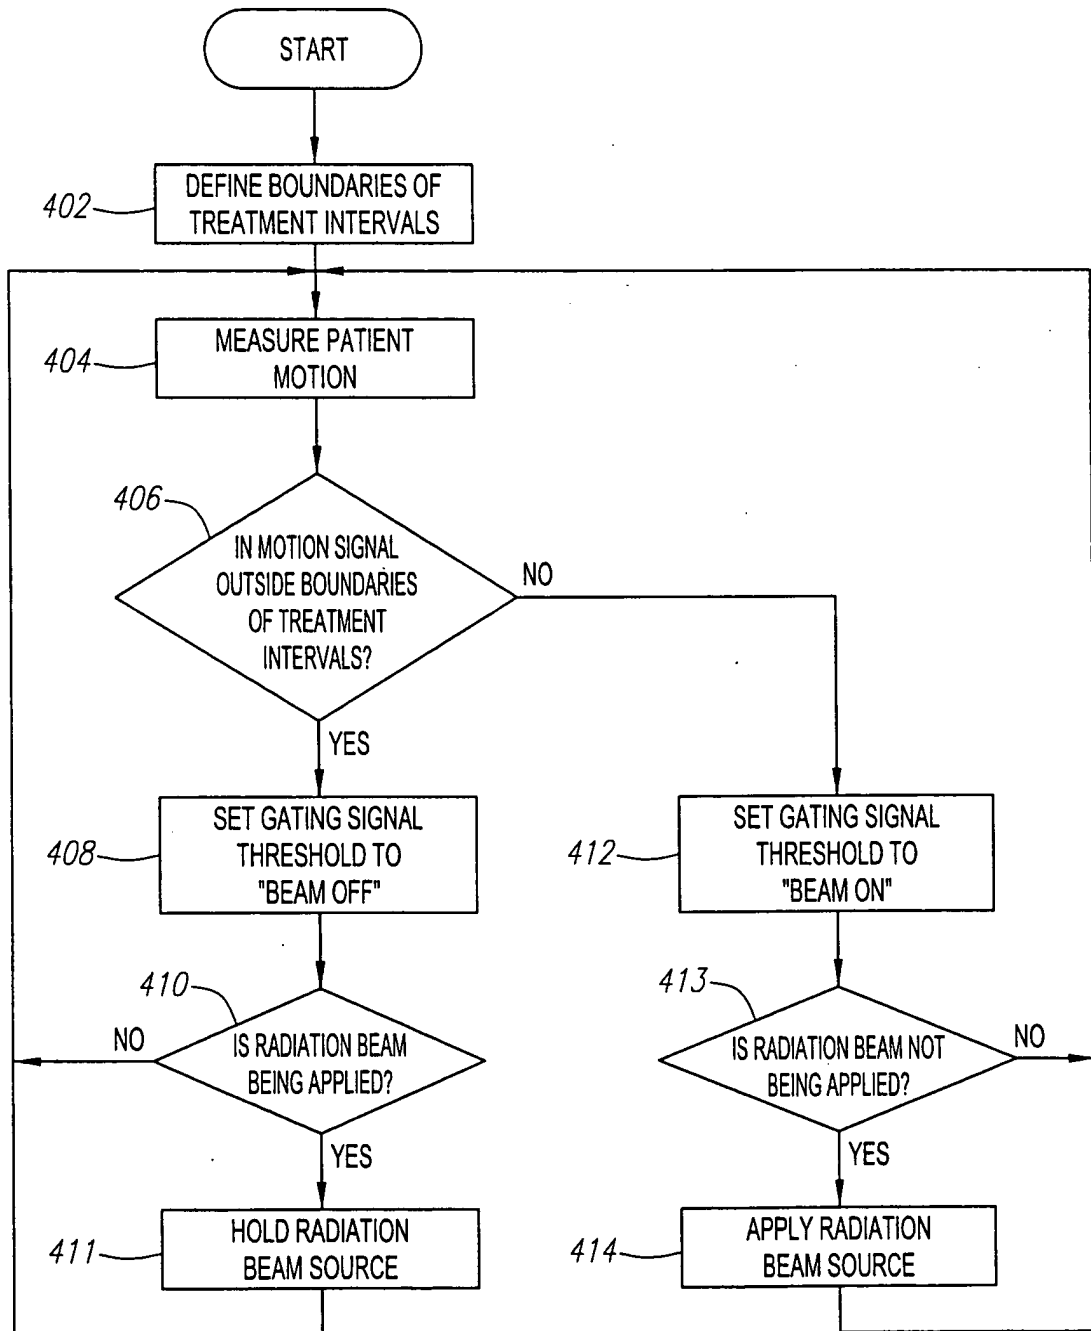 START
402
DEFINE BOUNDARIES OF
TREATMENT INTERVALS
404
MEASURE PATIENT
MOTION
406
IN MOTION SIGNAL
OUTSIDE BOUNDARIES
OF TREATMENT
INTERVALS?
NO
YES
408
SET GATING SIGNAL
THRESHOLD TO
"BEAM OFF"
412
SET GATING SIGNAL
THRESHOLD TO
"BEAM ON"
410
NO
IS RADIATION BEAM
BEING APPLIED?
YES
413
IS RADIATION BEAM NOT
BEING APPLIED?
NO
YES
411
HOLD RADIATION
BEAM SOURCE
414
APPLY RADIATION
BEAM SOURCE